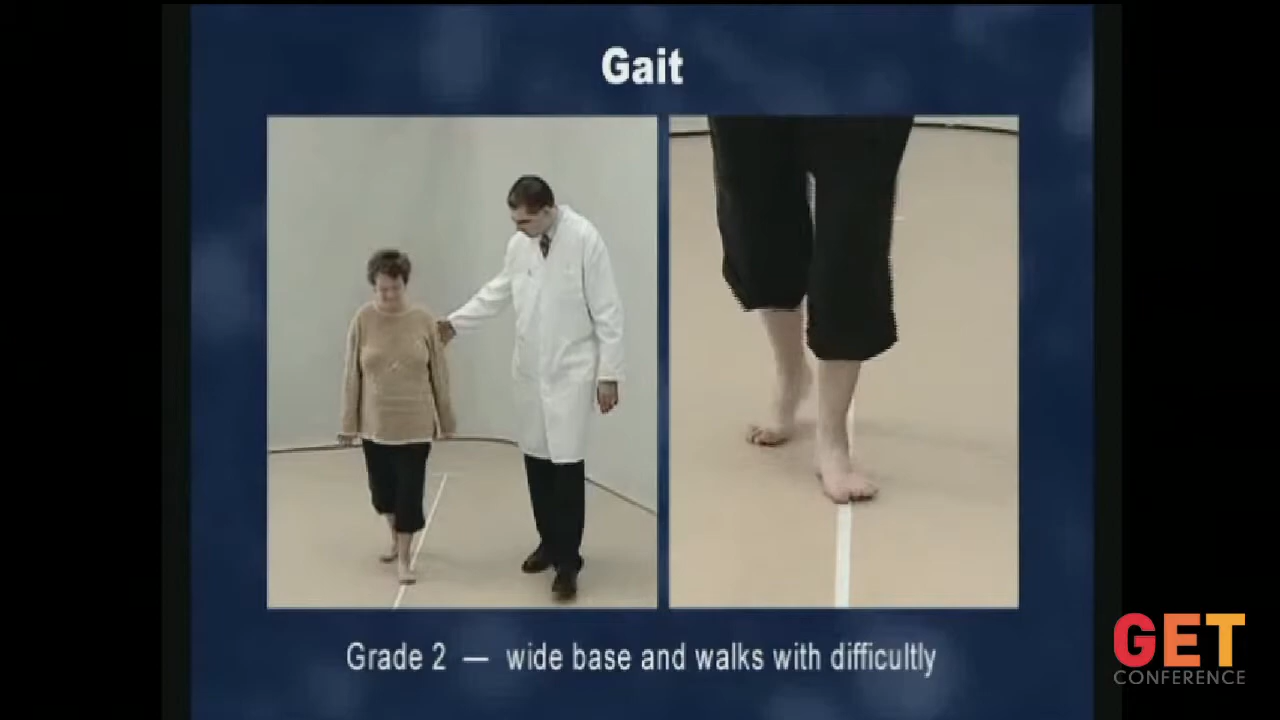 Gait
Grade 2 — wide base and walks with difficultly
GET
CONFERENCE